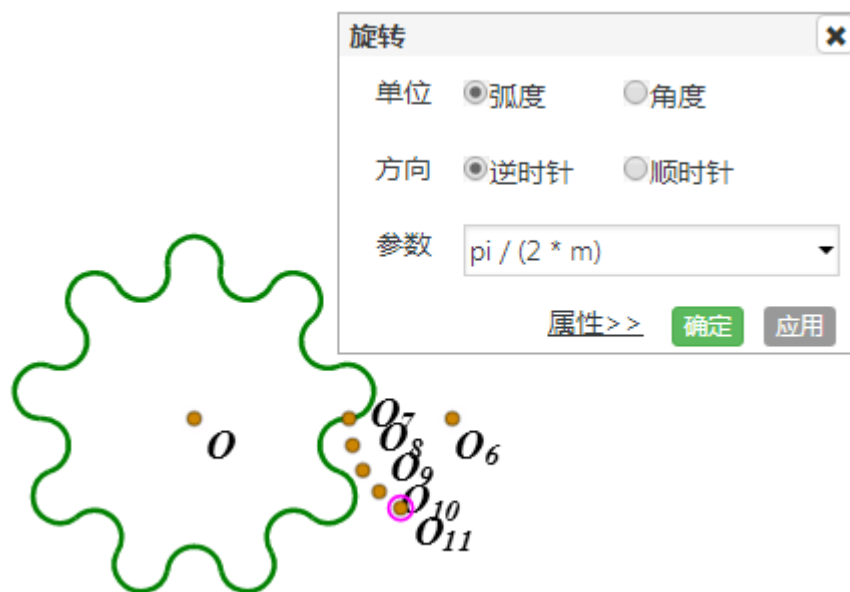 旋转
单位 弧度 角度
方向 逆时针 顺时针
参数 pi / (2 * m)
属性>> 确定 应用
O
O7
O8
O6
O9
O10
O11